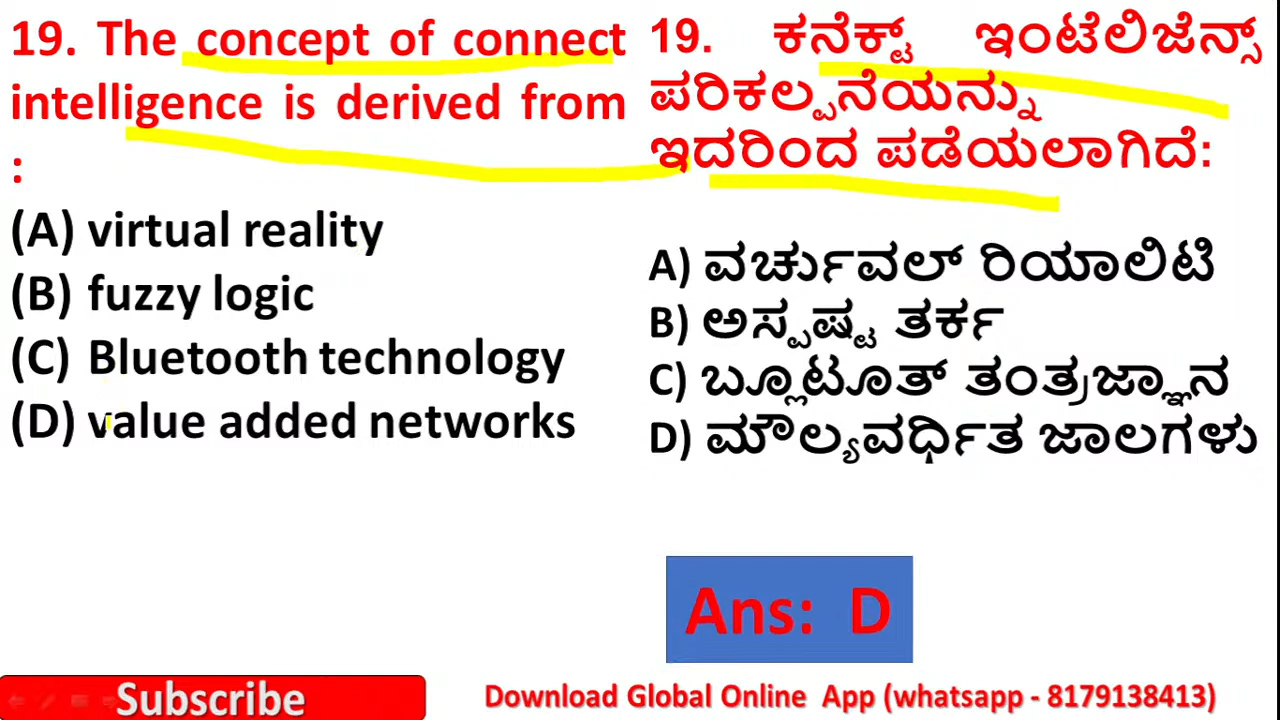 19. The concept of connect
intelligence is derived from
:
(A) virtual reality
(B) fuzzy logic
(C) Bluetooth technology
(D) value added networks
19. ಕನೆಕ್ಟ್ ಇಂಟೆಲಿಜೆನ್ಸ್
ಪರಿಕಲ್ಪನೆಯನ್ನು
ಇದರಿಂದ ಪಡೆಯಲಾಗಿದೆ:
A) ವರ್ಚುವಲ್ ರಿಯಾಲಿಟಿ
B) ಅಸ್ಪಷ್ಟ ತರ್ಕ
C) ಬ್ಲೂಟೂತ್ ತಂತ್ರಜ್ಞಾನ
D) ಮೌಲ್ಯವರ್ಧಿತ ಜಾಲಗಳು
Ans: D
Subscribe
Download Global Online App (whatsapp - 8179138413)